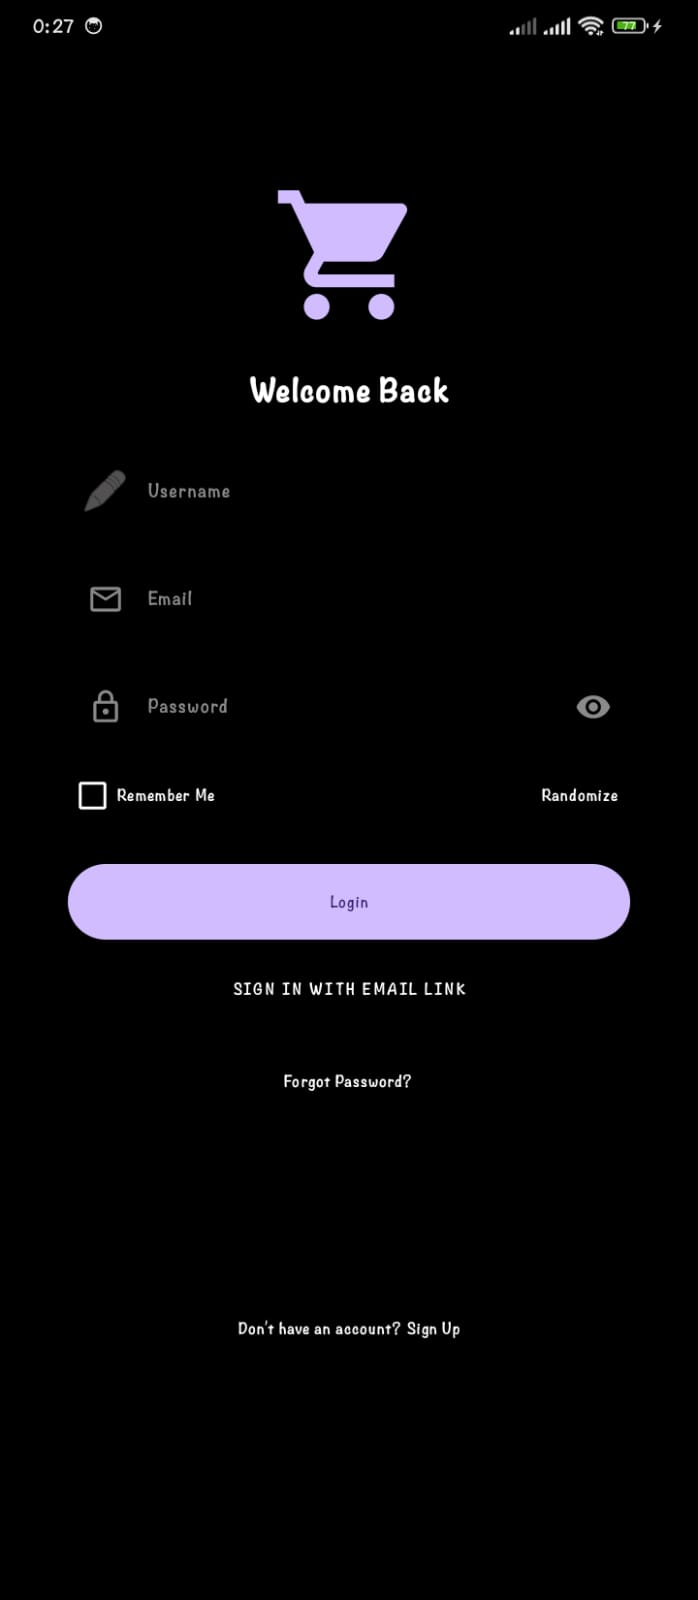 0:27
77
Welcome Back
Username
Email
Password
Remember Me Randomize
Login
SIGN IN WITH EMAIL LINK
Forgot Password?
Don't have an account? Sign Up